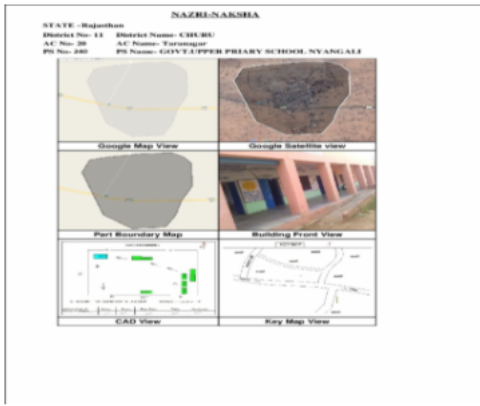 NAZRI-NAKSHA
STATE -Rajasthan
District No- 11 District Name- CHURU
AC No- 20 AC Name- Taranagar
PS No- 240 PS Name- GOVT.UPPER PRIARY SCHOOL NYANGALI
Google Map View Google Satellite view
Part Boundary Map Building Front View
CAD View Key Map View